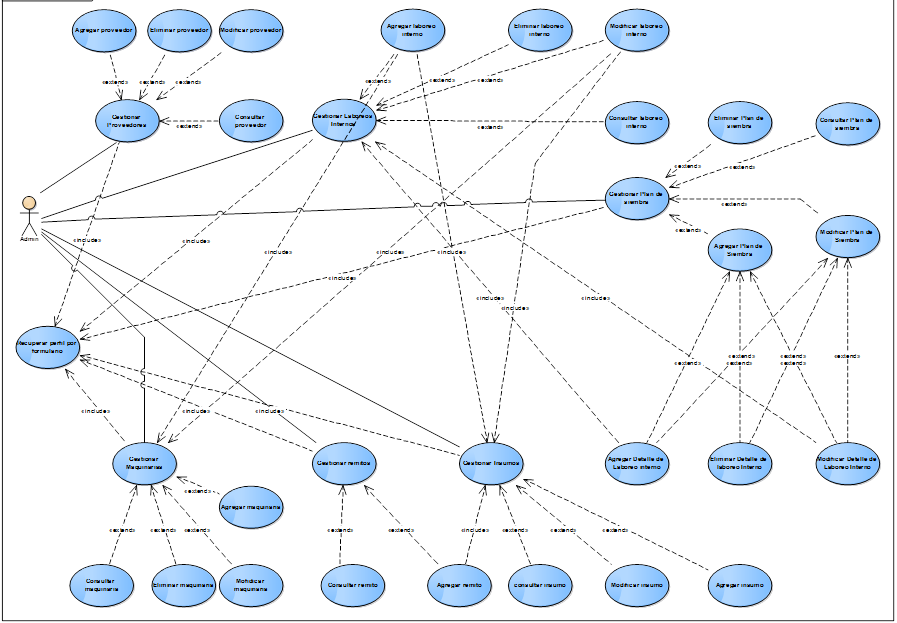 Agregar proveedor
Eliminar proveedor
Modificar proveedor
Agregar laboreo
interno
Eliminar laboreo
interno
Modificar laboreo
interno
«extend»
«extend»
«extend»
«extend»
«extend»
«extend»
Gestionar
Proveedores
Consultar
proveedor
«extend»
Gestionar Laboreos
Internos
«extend»
Consultar laboreo
interno
Eliminar Plan de
siembra
Consultar Plan de
siembra
«extend»
«extend»
Gestionar Plan de
siembra
«extend»
«extend»
Admin
Agregar Plan de
Siembra
Modificar Plan de
Siembra
«include»
«include»
«include»
«include»
«include»
«include»
«include»
«include»
Recuperar perfil por
formulario
«extend»
«extend»
«extend»
«extend»
«extend»
«extend»
«include»
«include»
«include»
Gestionar
Maquinarias
Gestionar remitos
Gestionar Insumos
Agregar Detalle de
Laboreo interno
Eliminar Detalle de
Laboreo Interno
Modificar Detalle de
Laboreo Interno
«extend»
Agregar maquinaria
«extend»
«extend»
«extend»
«extend»
«extend»
«include»
«extend»
«extend»
«extend»
Consultar
maquinaria
Eliminar maquinaria
Modificar
maquinaria
Consultar remito
Agregar remito
consultar insumo
Modificar insumo
Agregar insumo